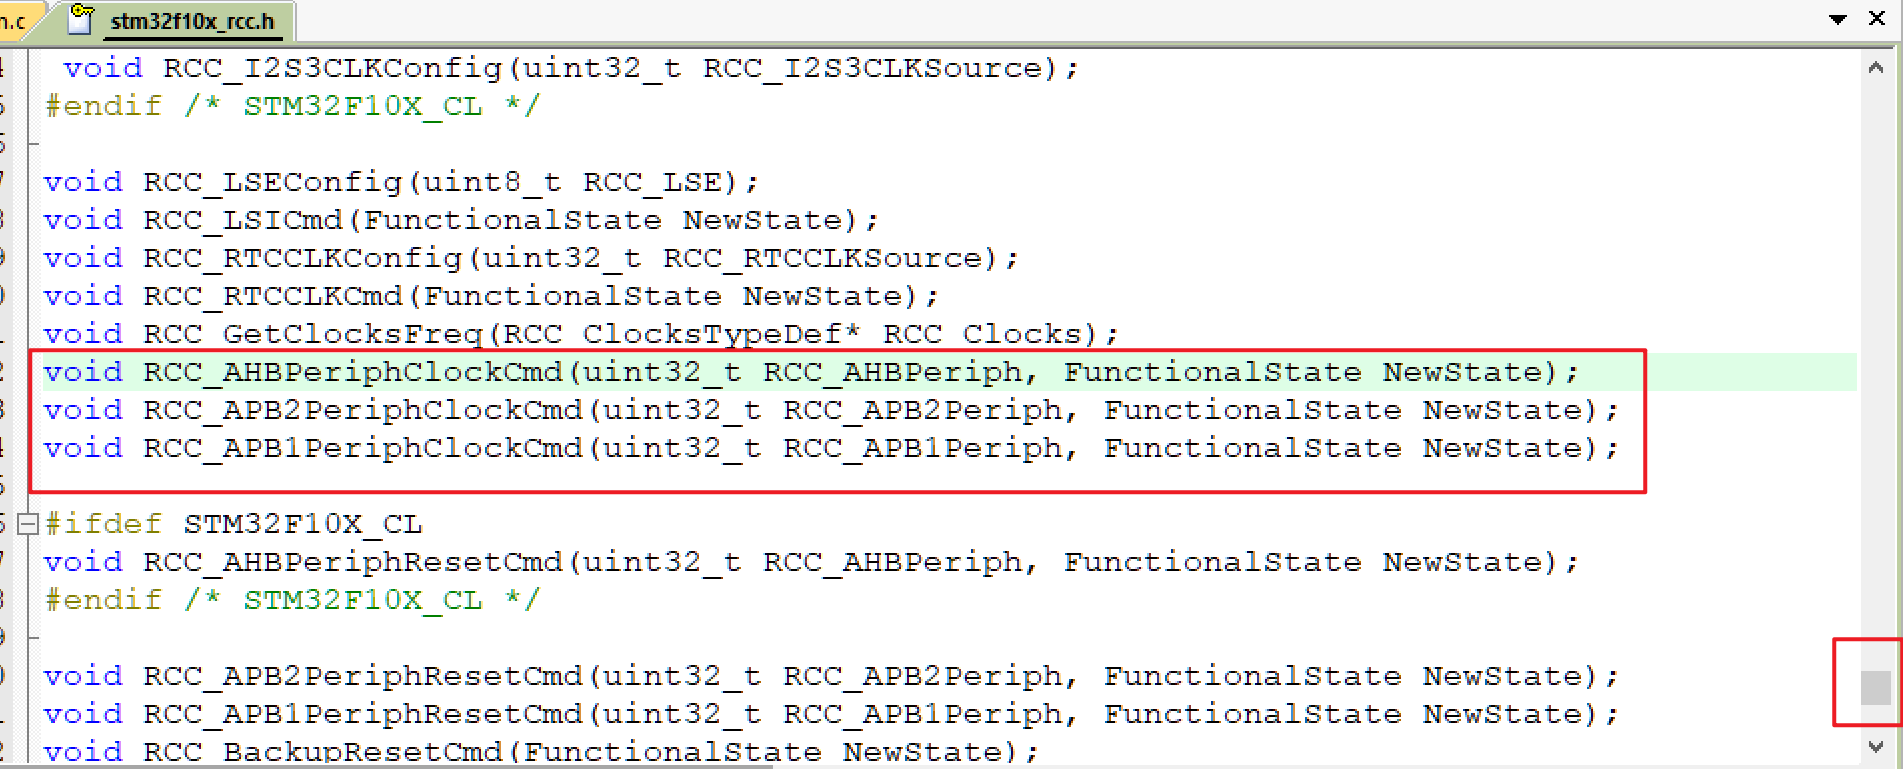 n.c
stm32f10x_rcc.h
void RCC_I2S3CLKConfig(uint32_t RCC_I2S3CLKSource);
#endif /* STM32F10X_CL */
void RCC_LSEConfig(uint8_t RCC_LSE);
void RCC_LSICmd(FunctionalState NewState);
void RCC_RTCCLKConfig(uint32_t RCC_RTCCLKSource);
void RCC_RTCCLKCmd(FunctionalState NewState);
void RCC_GetClocksFreq(RCC_ClocksTypeDef* RCC_Clocks);
void RCC_AHBPeriphClockCmd(uint32_t RCC_AHBPeriph, FunctionalState NewState);
void RCC_APB2PeriphClockCmd(uint32_t RCC_APB2Periph, FunctionalState NewState);
void RCC_APB1PeriphClockCmd(uint32_t RCC_APB1Periph, FunctionalState NewState);
#ifdef STM32F10X_CL
void RCC_AHBPeriphResetCmd(uint32_t RCC_AHBPeriph, FunctionalState NewState);
#endif /* STM32F10X_CL */
void RCC_APB2PeriphResetCmd(uint32_t RCC_APB2Periph, FunctionalState NewState);
void RCC_APB1PeriphResetCmd(uint32_t RCC_APB1Periph, FunctionalState NewState);
void RCC_BackupResetCmd(FunctionalState NewState);